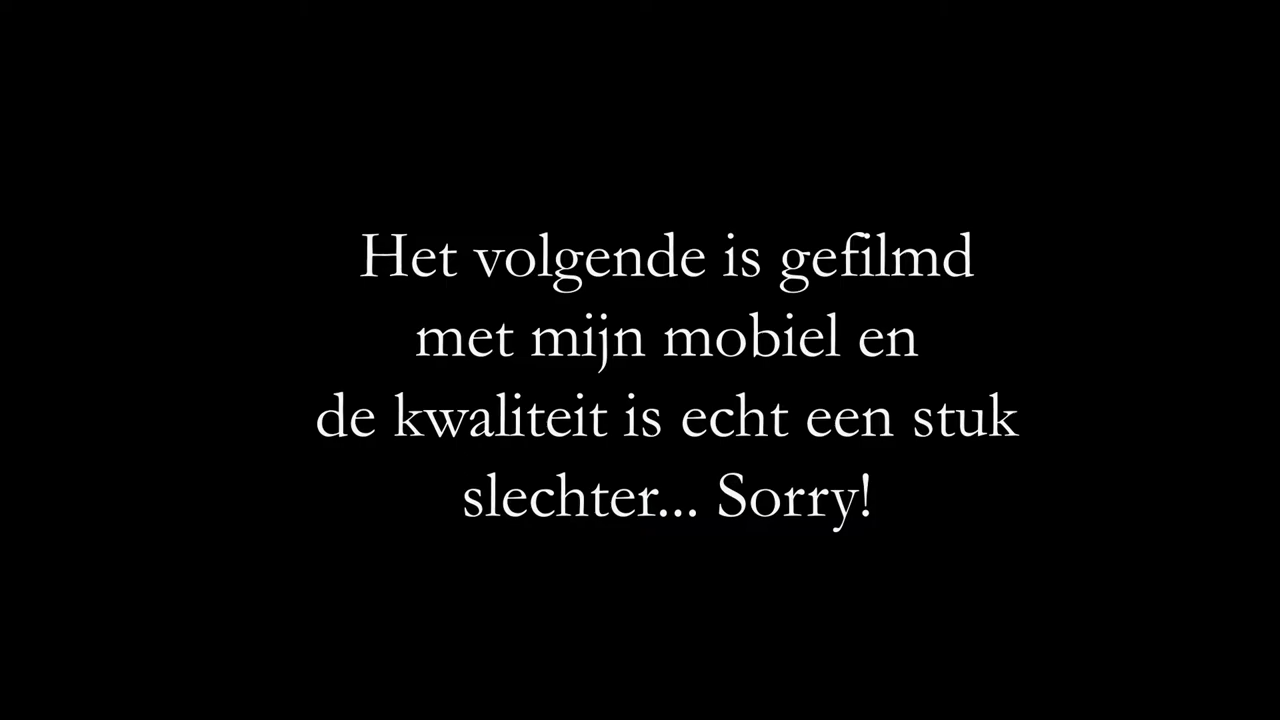 Het volgende is gefilmd
met mijn mobiel en
de kwaliteit is echt een stuk
slechter... Sorry!